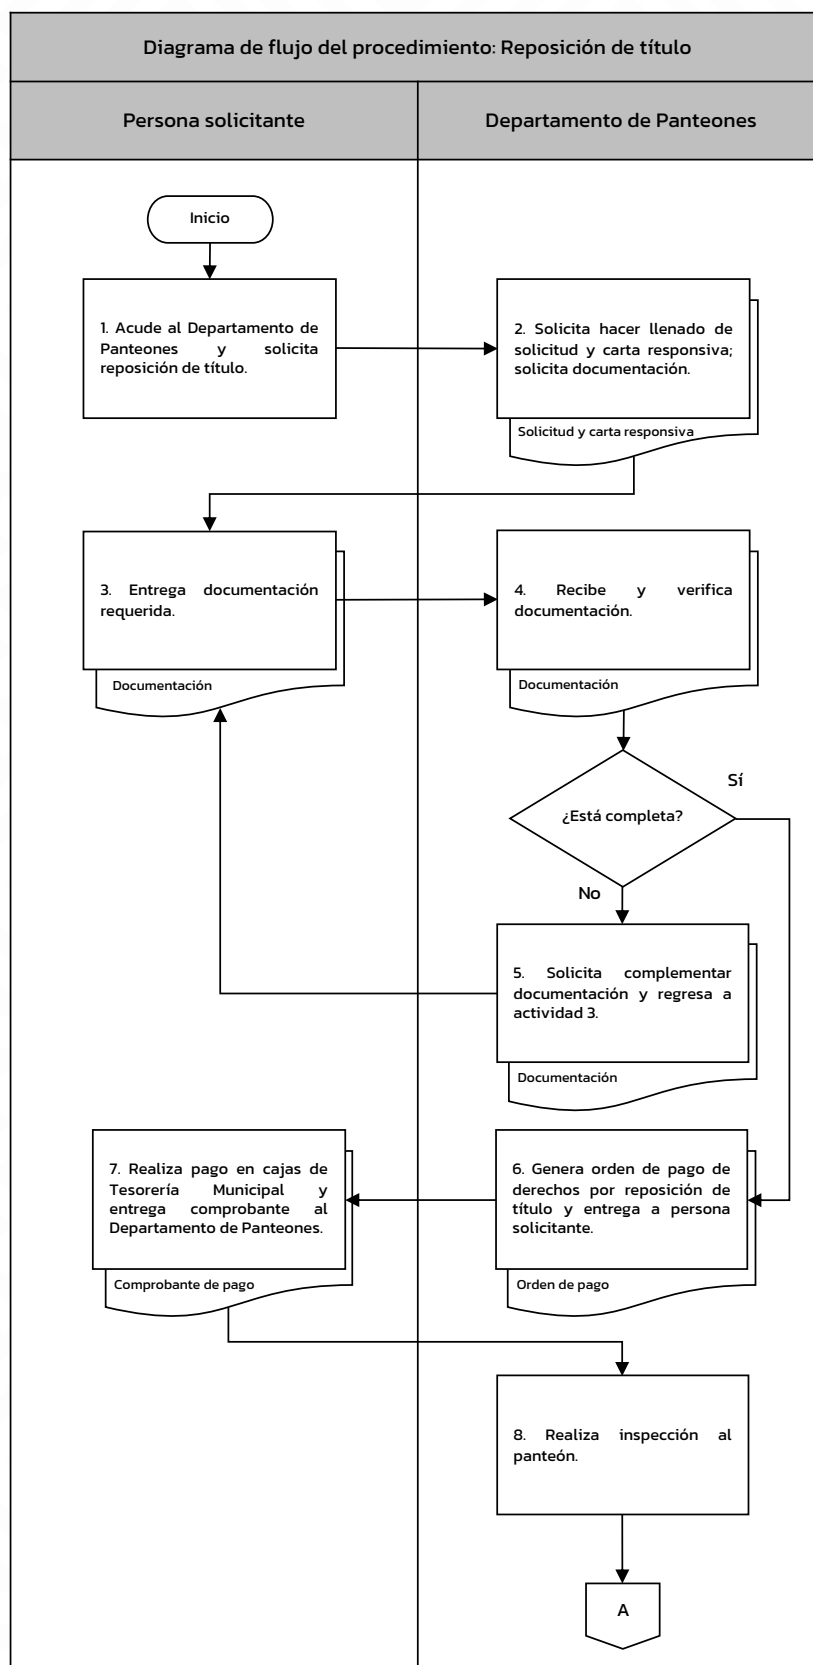 Diagrama de flujo del procedimiento: Reposición de título
Persona solicitante
Departamento de Panteones
Inicio
1. Acude al Departamento de
Panteones y solicita
reposición de título.
2. Solicita hacer llenado de
solicitud y carta responsiva;
solicita documentación.
Solicitud y carta responsiva
3. Entrega documentación
requerida.
Documentación
4. Recibe y verifica
documentación.
Documentación
¿Está completa?
Sí
No
5. Solicita complementar
documentación y regresa a
actividad 3.
Documentación
6. Genera orden de pago de
derechos por reposición de
título y entrega a persona
solicitante.
Orden de pago
7. Realiza pago en cajas de
Tesorería Municipal y
entrega comprobante al
Departamento de Panteones.
Comprobante de pago
8. Realiza inspección al
panteón.
A